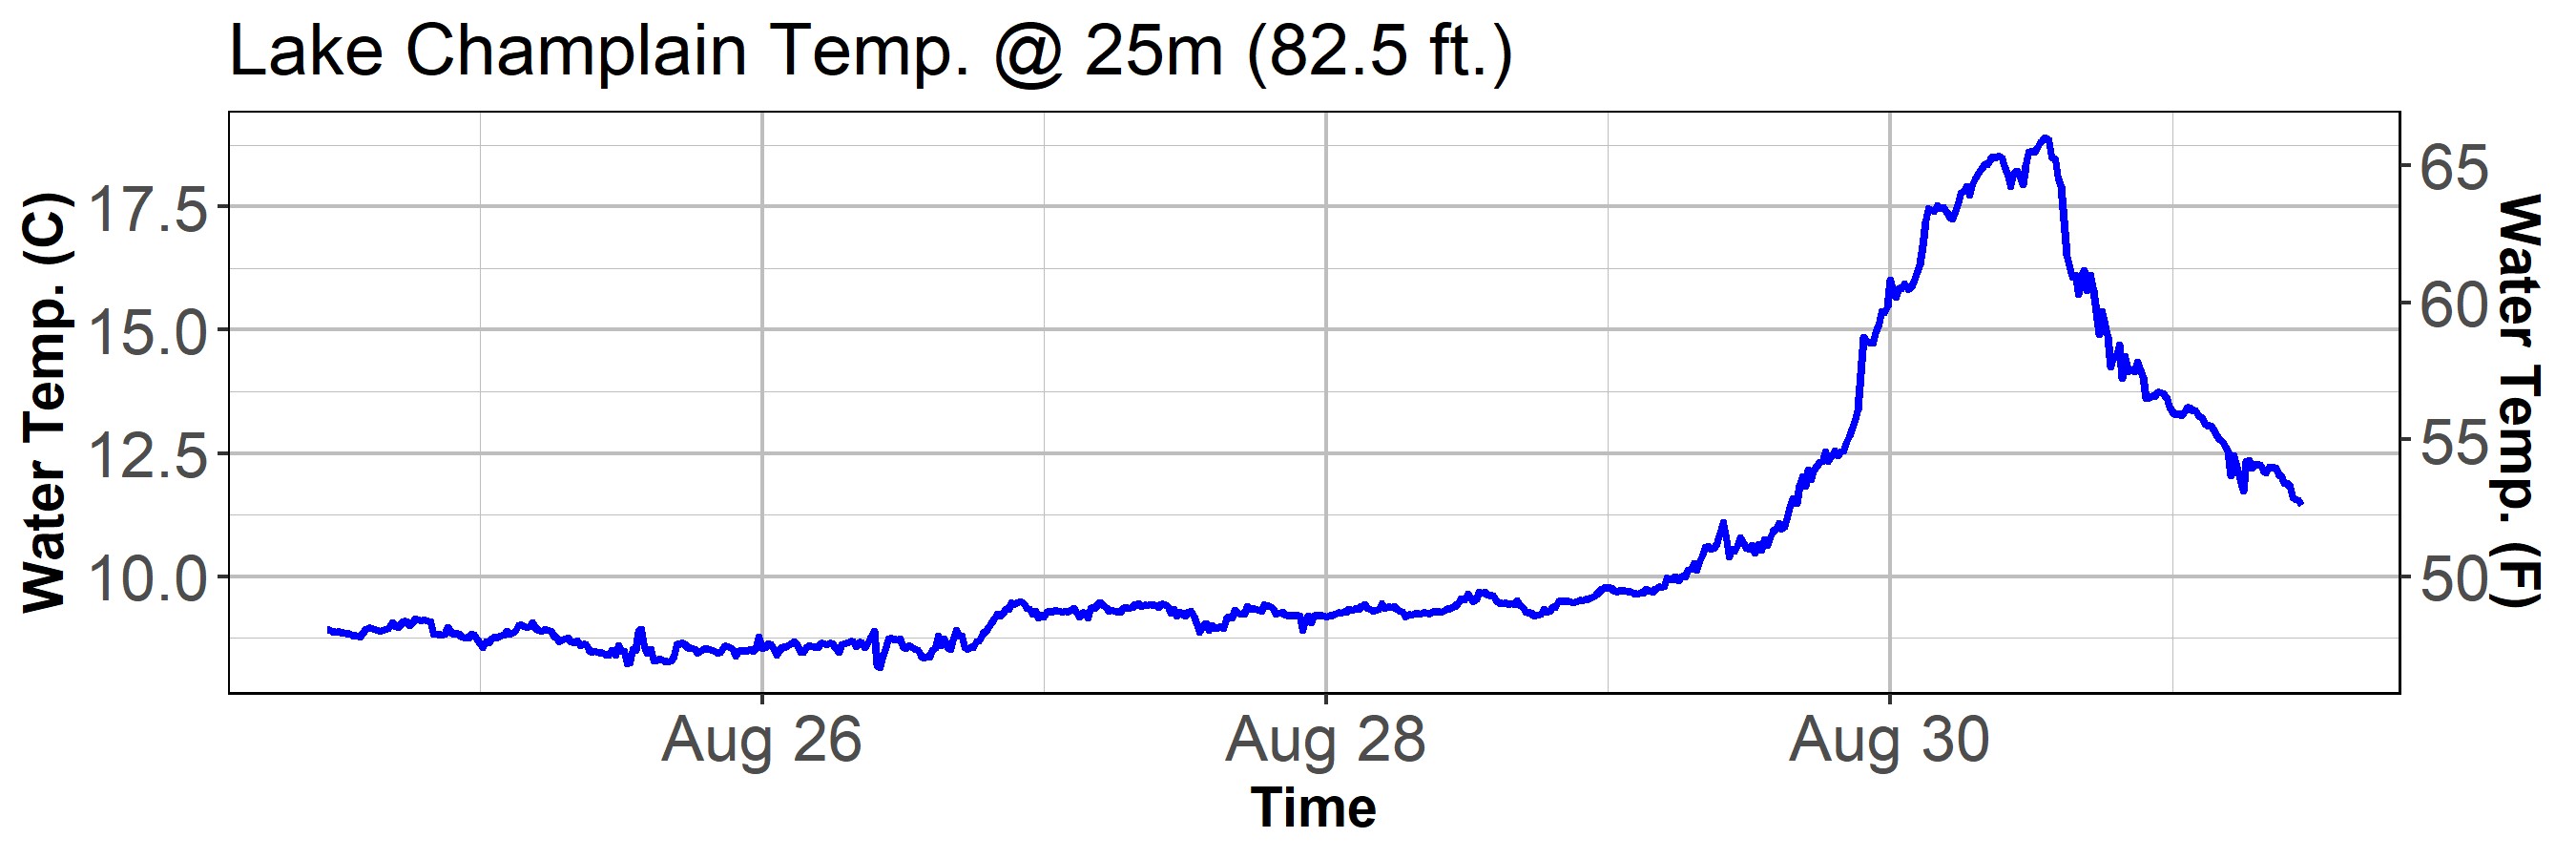 Lake Champlain Temp. @ 25m (82.5 ft.)
Water Temp. (C)
17.5
15.0
12.5
10.0
65
60
55
50
Water Temp. (F)
Aug 26
Aug 28
Aug 30
Time